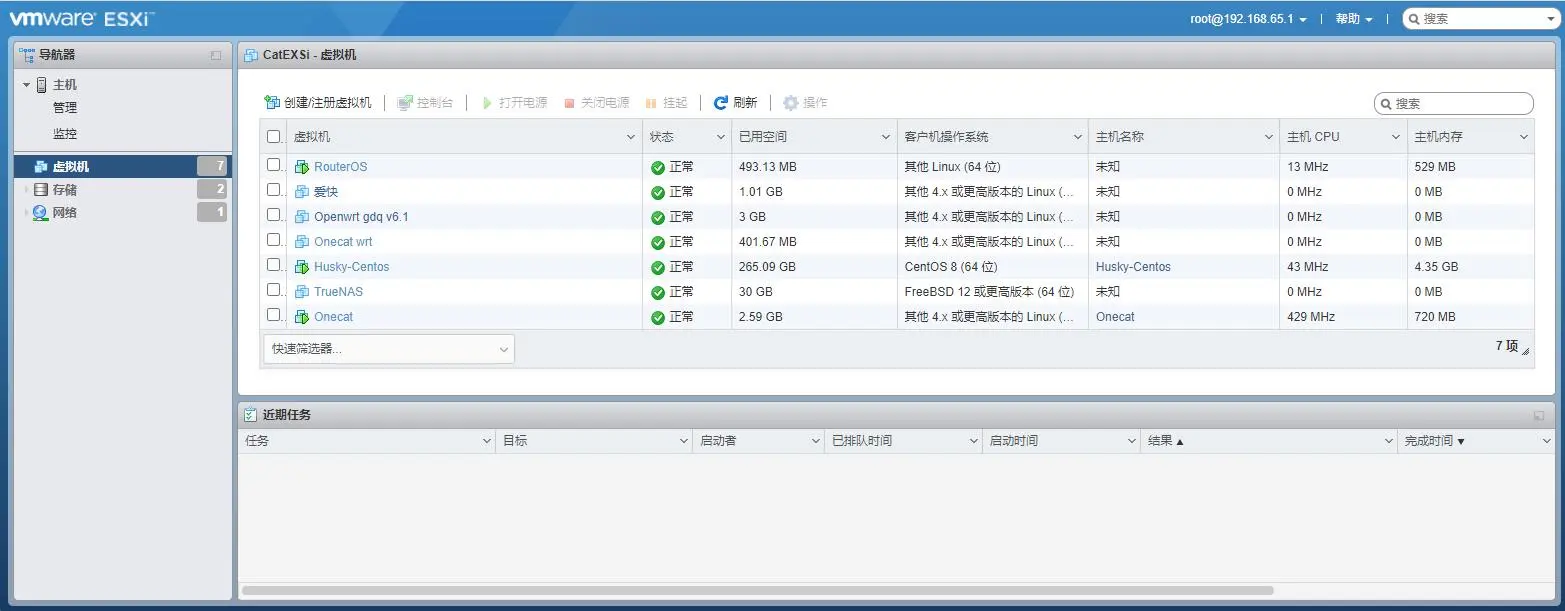 vmware ESXi™ root@192.168.65.1 | 帮助 | 搜索
导航器
主机
管理
监控
虚拟机 7
存储 2
网络 1
CatEXSi - 虚拟机
创建/注册虚拟机 | 控制台 | 打开电源 关闭电源 挂起 | 刷新 | 操作 搜索
虚拟机 状态 已用空间 客户机操作系统 主机名称 主机 CPU 主机内存
RouterOS 正常 493.13 MB 其他 Linux (64 位) 未知 13 MHz 529 MB
爱快 正常 1.01 GB 其他 4.x 或更高版本的 Linux (... 未知 0 MHz 0 MB
Openwrt gdq v6.1 正常 3 GB 其他 4.x 或更高版本的 Linux (... 未知 0 MHz 0 MB
Onecat wrt 正常 401.67 MB 其他 4.x 或更高版本的 Linux (... 未知 0 MHz 0 MB
Husky-Centos 正常 265.09 GB CentOS 8 (64 位) Husky-Centos 43 MHz 4.35 GB
TrueNAS 正常 30 GB FreeBSD 12 或更高版本 (64 位) 未知 0 MHz 0 MB
Onecat 正常 2.59 GB 其他 4.x 或更高版本的 Linux (... Onecat 429 MHz 720 MB
快速筛选器... 7 项
近期任务
任务 目标 启动者 已排队时间 启动时间 结果 ▲ 完成时间 ▼